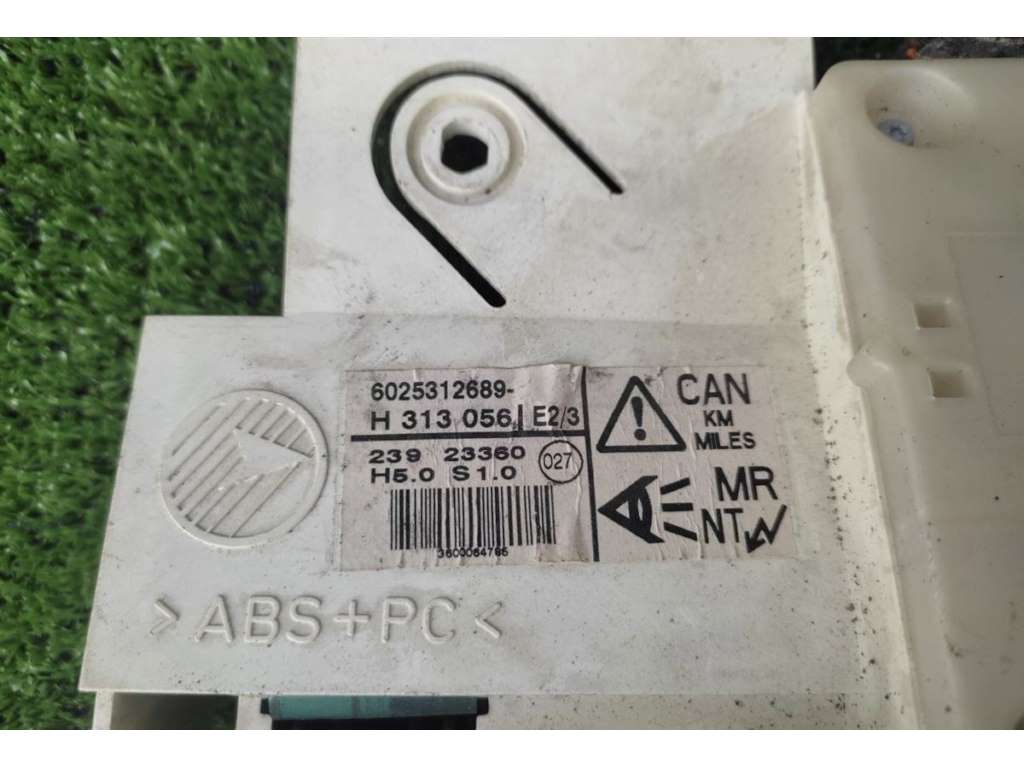 6025312689-
H 313 056 E2/3
239 23360
H5.0 S1.0
027
3600064786
CAN
KM
MILES
MR
NT
>ABS+PC<